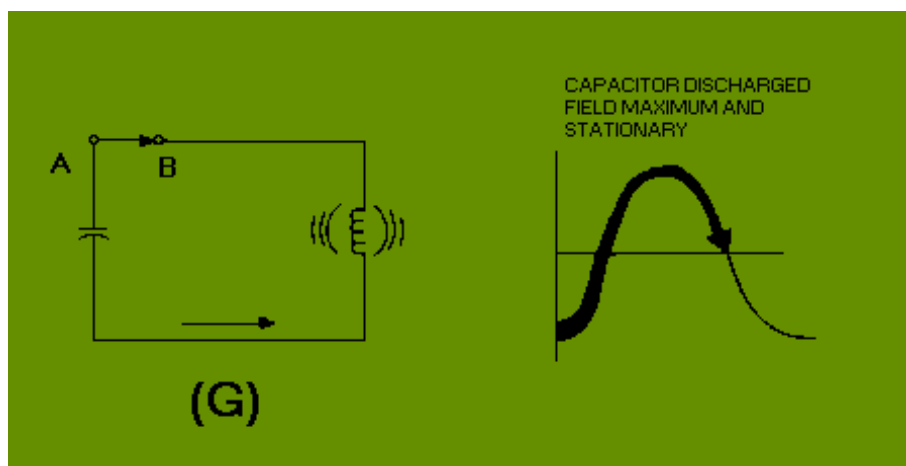 CAPACITOR DISCHARGED
FIELD MAXIMUM AND
STATIONARY
A
B
(G)